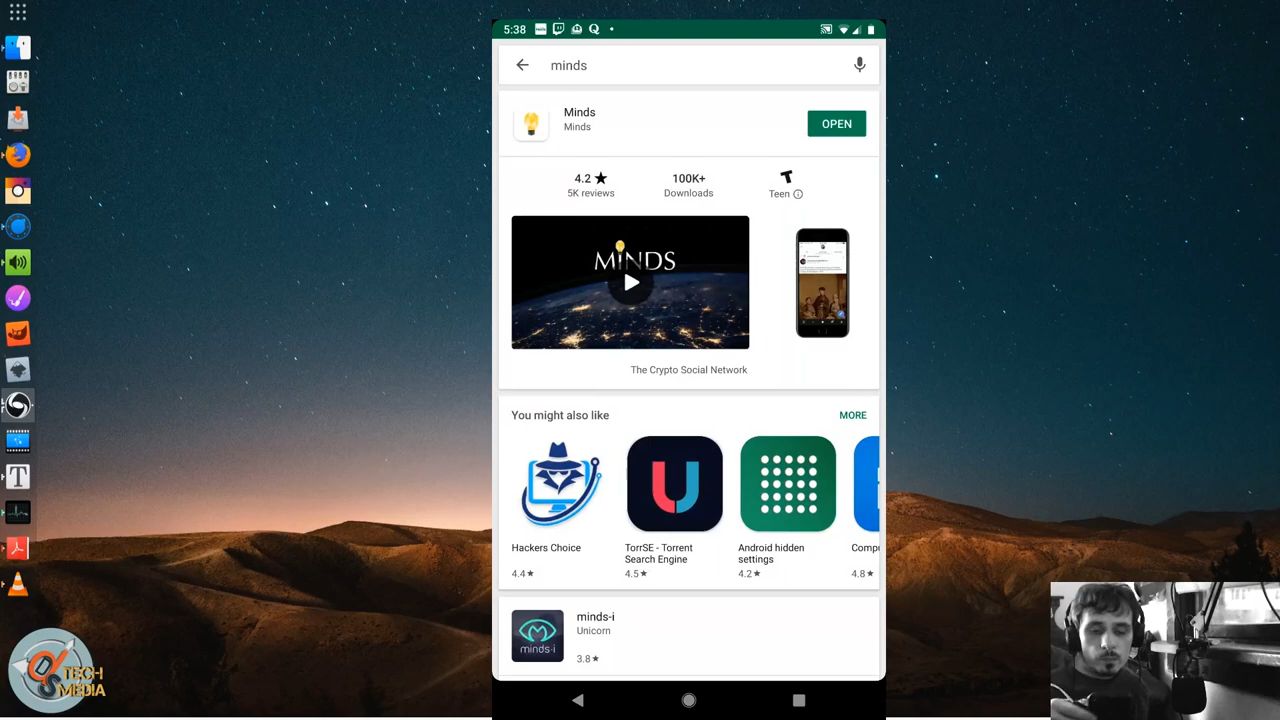 5:38
minds
Minds
Minds
OPEN
4.2 ★
5K reviews
100K+
Downloads
T
Teen
MINDS
The Crypto Social Network
You might also like
MORE
U
Hackers Choice
4.4★
TorrSE - Torrent
Search Engine
4.5★
Android hidden
settings
4.2★
Compu
4.8★
minds·i
minds-i
Unicorn
3.8★
T
TECH
MEDIA